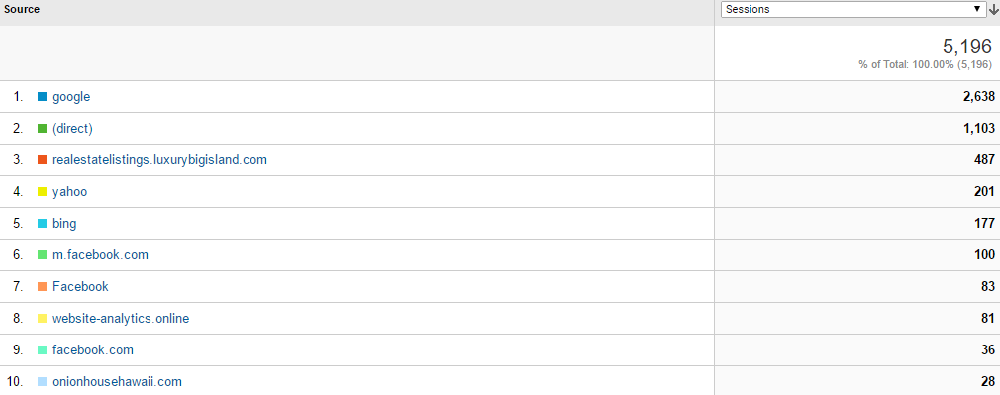 Source Sessions
5,196
% of Total: 100.00% (5,196)
1. google 2,638
2. (direct) 1,103
3. realestatelistings.luxurybigisland.com 487
4. yahoo 201
5. bing 177
6. m.facebook.com 100
7. Facebook 83
8. website-analytics.online 81
9. facebook.com 36
10. onionhousehawaii.com 28